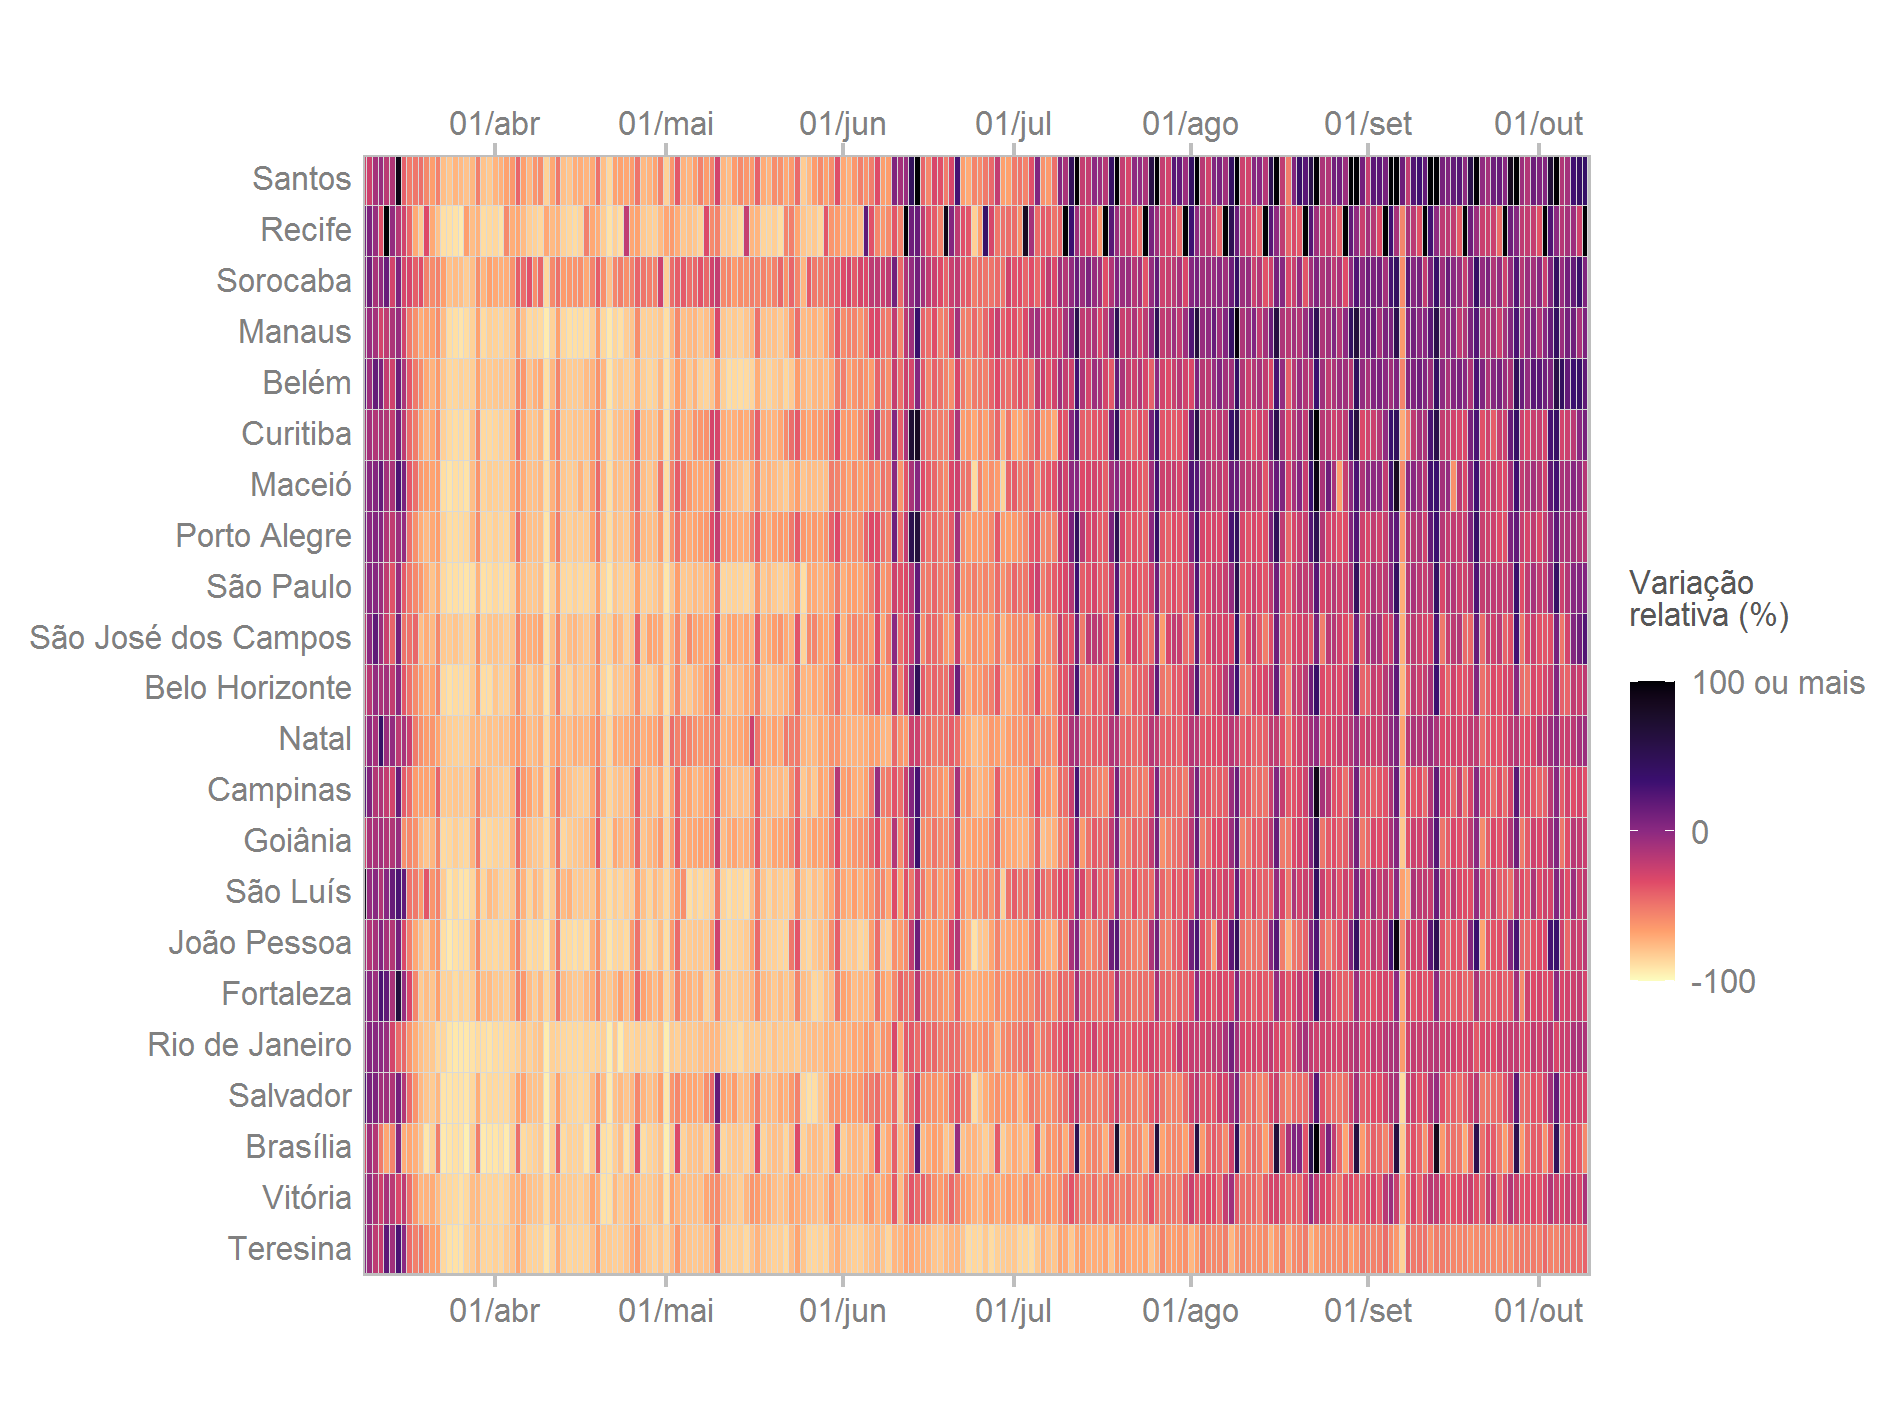 01/abr 01/mai 01/jun 01/jul 01/ago 01/set 01/out
Santos
Recife
Sorocaba
Manaus
Belém
Curitiba
Maceió
Porto Alegre
São Paulo
São José dos Campos
Belo Horizonte
Natal
Campinas
Goiânia
São Luís
João Pessoa
Fortaleza
Rio de Janeiro
Salvador
Brasília
Vitória
Teresina
01/abr 01/mai 01/jun 01/jul 01/ago 01/set 01/out
Variação
relativa (%)
100 ou mais
0
-100